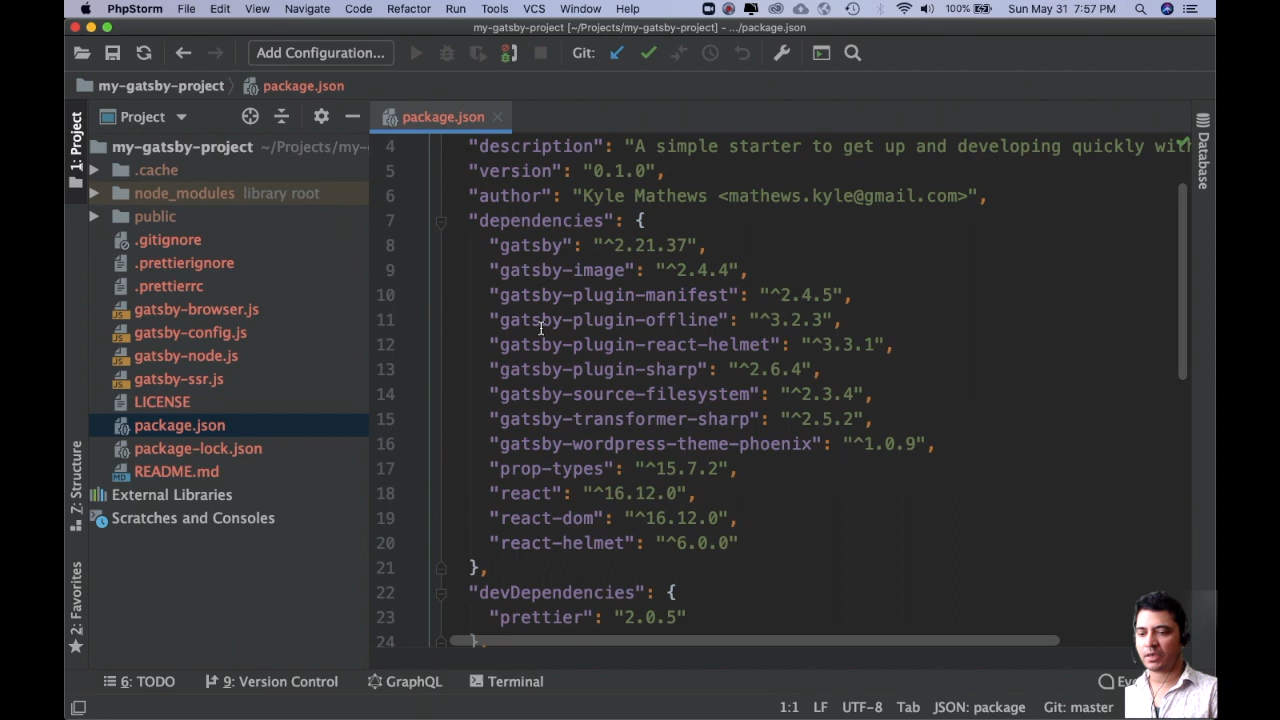 PhpStorm File Edit View Navigate Code Refactor Run Tools VCS Window Help 100% Sun May 31 7:57 PM
my-gatsby-project [~/Projects/my-gatsby-project] - .../package.json
Add Configuration... Git:
my-gatsby-project package.json
1: Project
Project
my-gatsby-project ~/Projects/my-
.cache
node_modules library root
public
.gitignore
.prettierignore
.prettierrc
gatsby-browser.js
gatsby-config.js
gatsby-node.js
gatsby-ssr.js
LICENSE
package.json
package-lock.json
README.md
External Libraries
Scratches and Consoles
7: Structure
2: Favorites
package.json
4 "description": "A simple starter to get up and developing quickly wit
5 "version": "0.1.0",
6 "author": "Kyle Mathews <mathews.kyle@gmail.com>",
7 "dependencies": {
8 "gatsby": "^2.21.37",
9 "gatsby-image": "^2.4.4",
10 "gatsby-plugin-manifest": "^2.4.5",
11 "gatsby-plugin-offline": "^3.2.3",
12 "gatsby-plugin-react-helmet": "^3.3.1",
13 "gatsby-plugin-sharp": "^2.6.4",
14 "gatsby-source-filesystem": "^2.3.4",
15 "gatsby-transformer-sharp": "^2.5.2",
16 "gatsby-wordpress-theme-phoenix": "^1.0.9",
17 "prop-types": "^15.7.2",
18 "react": "^16.12.0",
19 "react-dom": "^16.12.0",
20 "react-helmet": "^6.0.0"
21 },
22 "devDependencies": {
23 "prettier": "2.0.5"
24 },
Database
6: TODO 9: Version Control GraphQL Terminal
1:1 LF UTF-8 Tab JSON: package Git: master